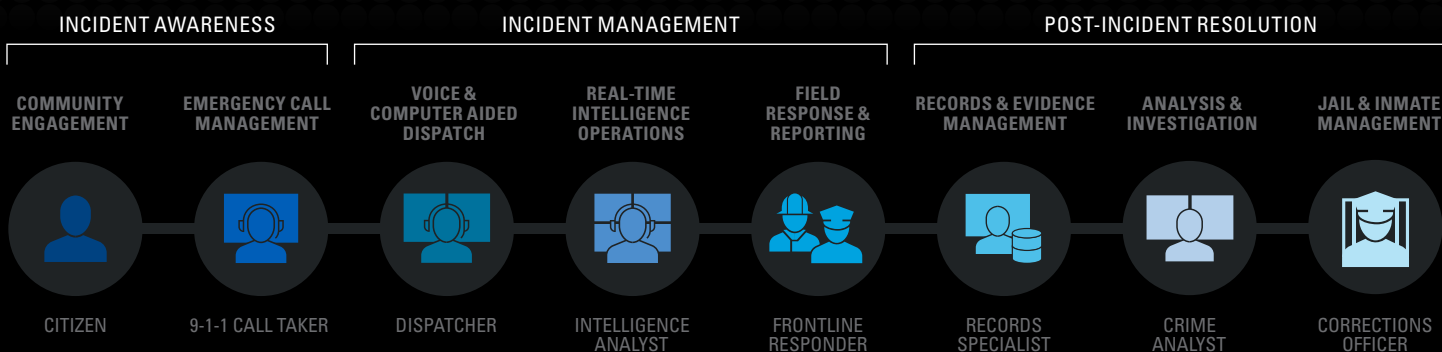 INCIDENT AWARENESS
INCIDENT MANAGEMENT
POST-INCIDENT RESOLUTION
COMMUNITY
ENGAGEMENT
EMERGENCY CALL
MANAGEMENT
VOICE &
COMPUTER AIDED
DISPATCH
REAL-TIME
INTELLIGENCE
OPERATIONS
FIELD
RESPONSE &
REPORTING
RECORDS & EVIDENCE
MANAGEMENT
ANALYSIS &
INVESTIGATION
JAIL & INMATE
MANAGEMENT
CITIZEN
9-1-1 CALL TAKER
DISPATCHER
INTELLIGENCE
ANALYST
FRONTLINE
RESPONDER
RECORDS
SPECIALIST
CRIME
ANALYST
CORRECTIONS
OFFICER